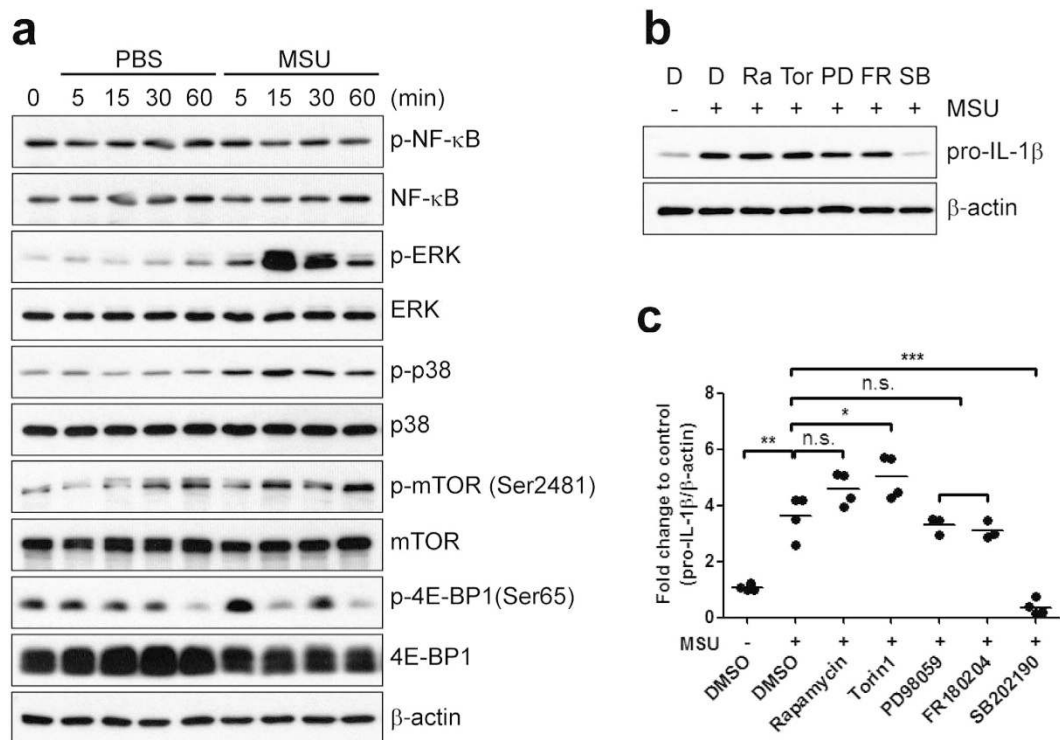 a
PBS MSU
0 5 15 30 60 5 15 30 60 (min)
p-NF-κB
NF-κB
p-ERK
ERK
p-p38
p38
p-mTOR (Ser2481)
mTOR
p-4E-BP1(Ser65)
4E-BP1
β-actin
b
D D Ra Tor PD FR SB
- + + + + + + MSU
pro-IL-1β
β-actin
c
***
n.s.
*
** n.s.
Fold change to control
(pro-IL-1β/β-actin)
8
6
4
2
0
MSU - + + + + + +
DMSO DMSO Rapamycin Torin1 PD98059 FR180204 SB202190